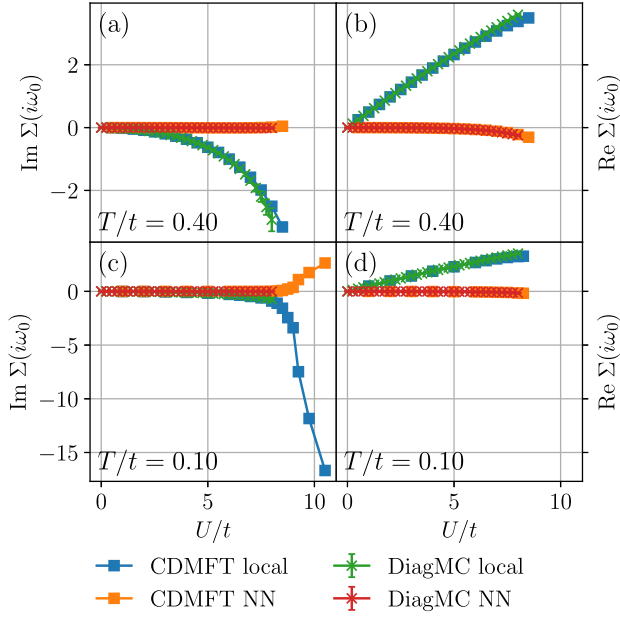 (a)
(b)
2
0
−2
Im Σ(iω₀)
Re Σ(iω₀)
T/t = 0.40
T/t = 0.40
(c)
(d)
0
−5
−10
−15
Im Σ(iω₀)
Re Σ(iω₀)
T/t = 0.10
T/t = 0.10
0 5 10
0 5 10
U/t
U/t
CDMFT local
DiagMC local
CDMFT NN
DiagMC NN